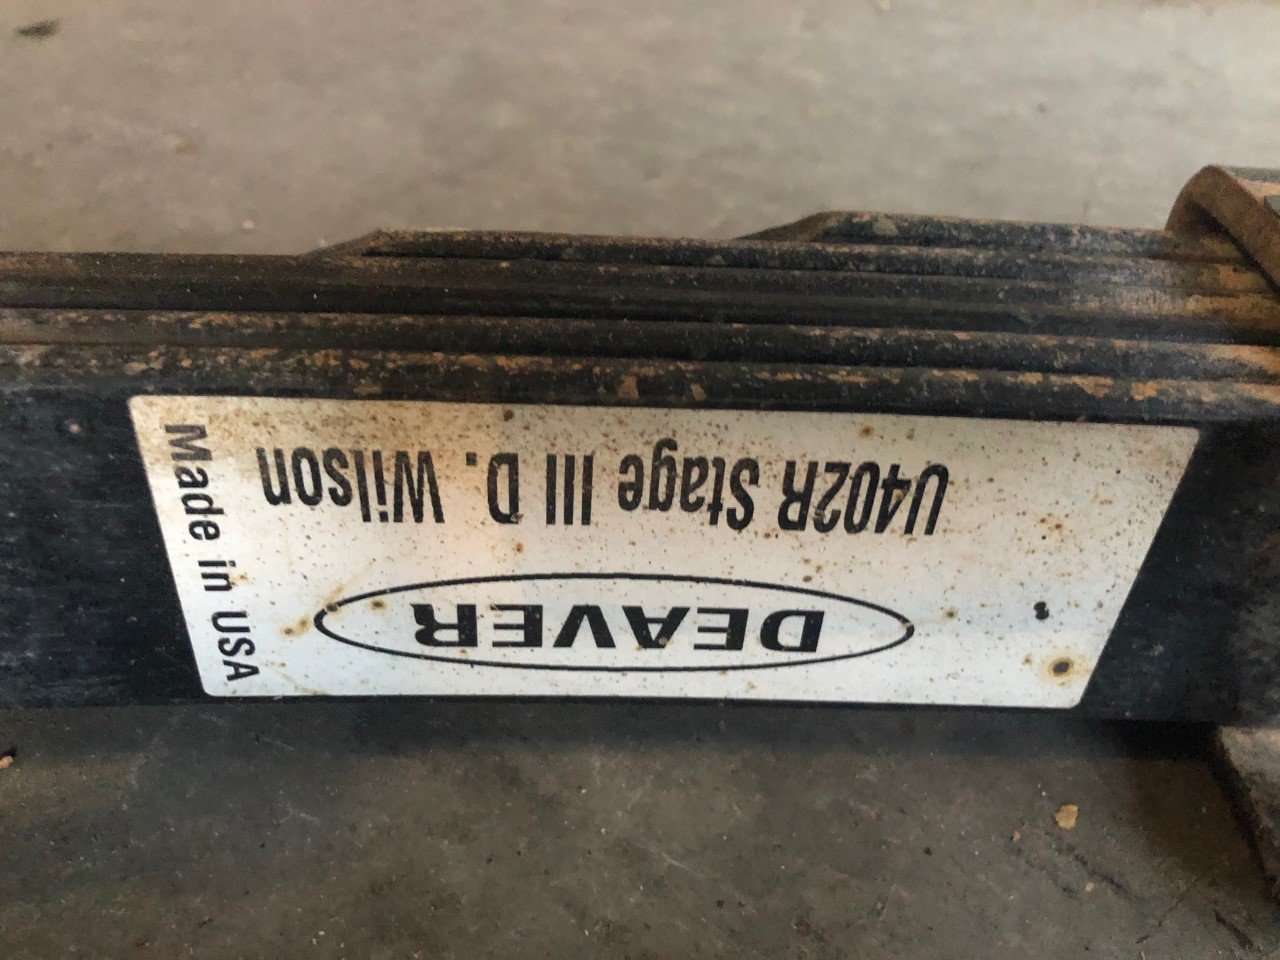 DEAVER
U402R Stage III D. Wilson
Made in USA